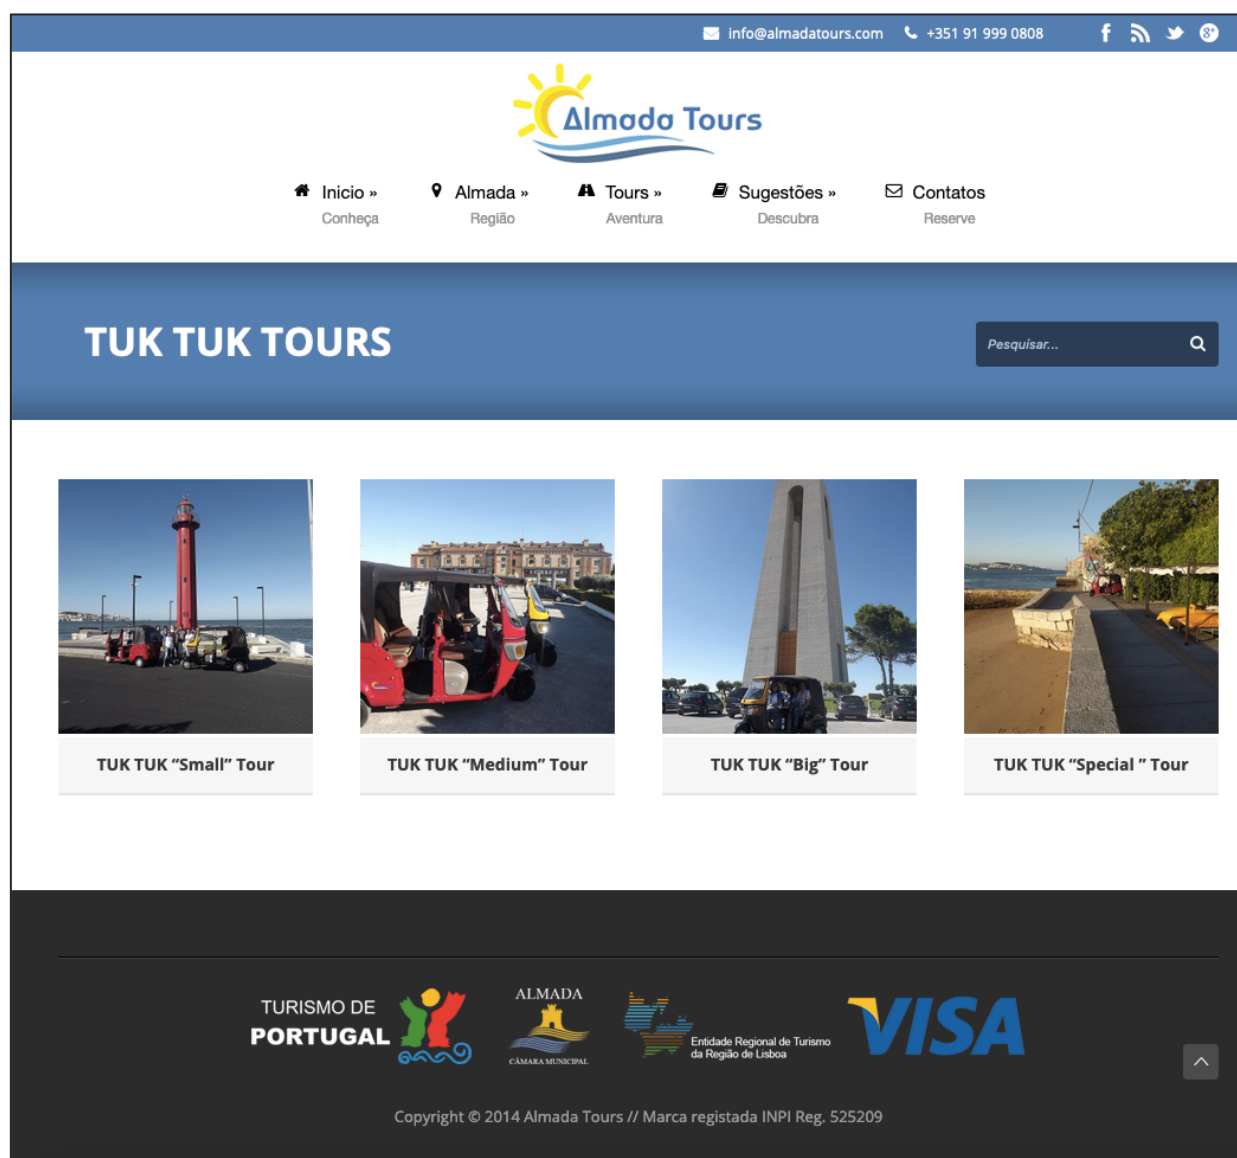 info@almadatours.com +351 91 999 0808
Almada Tours
Inicio » Almada » Tours » Sugestões » Contatos
Conheça Região Aventura Descubra Reserve
TUK TUK TOURS
Pesquisar...
TUK TUK “Small” Tour TUK TUK “Medium” Tour TUK TUK “Big” Tour TUK TUK “Special ” Tour
TURISMO DE
PORTUGAL
ALMADA
CÂMARA MUNICIPAL
Entidade Regional de Turismo
da Região de Lisboa
VISA
Copyright © 2014 Almada Tours // Marca registada INPI Reg. 525209